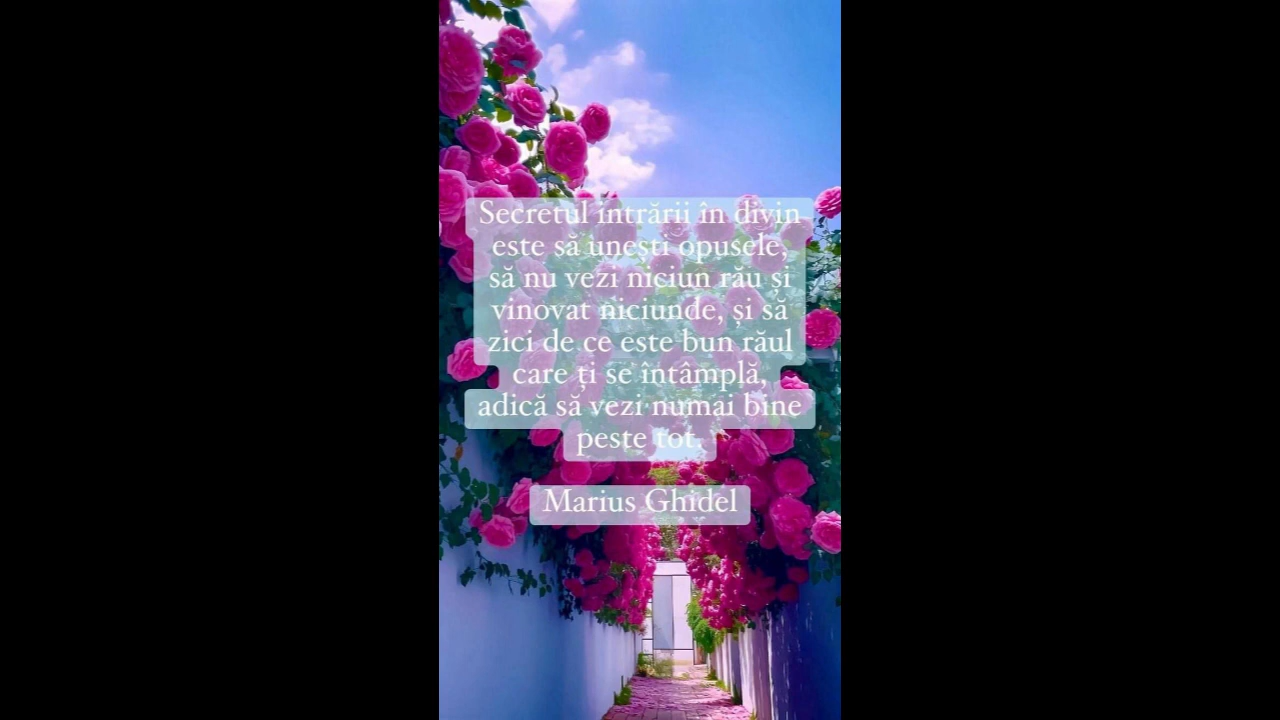 Secretul intrării în divin
este să unești opusele,
să nu vezi niciun rău și
vinovat niciunde, și să
zici de ce este bun răul
care ți se întâmplă,
adică să vezi numai bine
peste tot.
Marius Ghidel